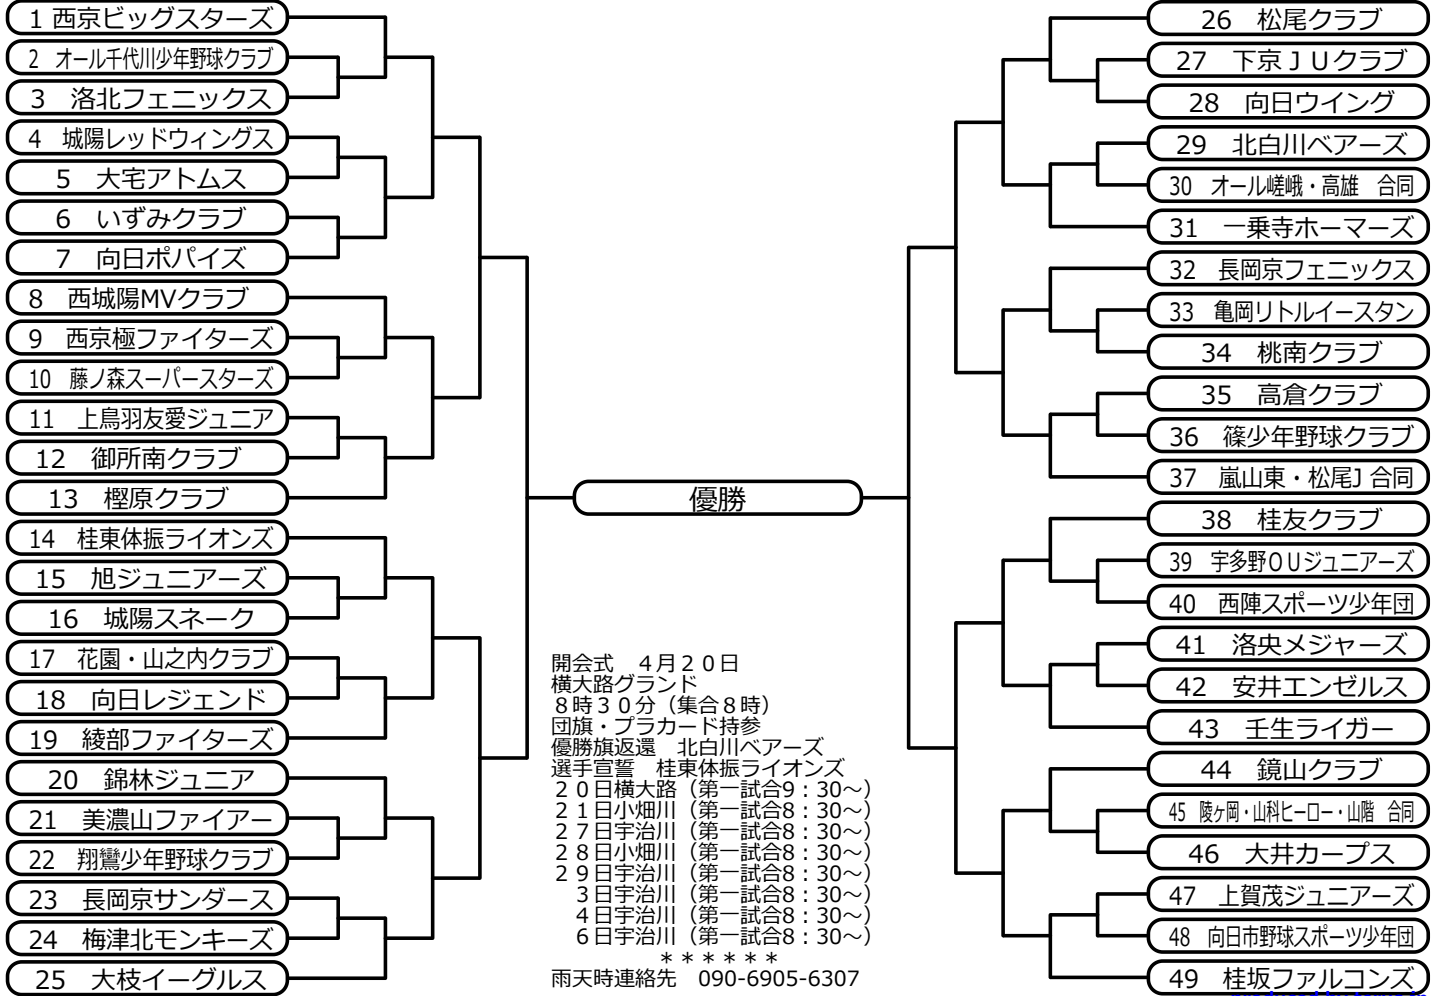 1 西京ビッグスターズ
2 オール千代川少年野球クラブ
3 洛北フェニックス
4 城陽レッドウィングス
5 大宅アトムス
6 いずみクラブ
7 向日ポパイズ
8 西城陽MVクラブ
9 西京極ファイターズ
10 藤ノ森スーパースターズ
11 上鳥羽友愛ジュニア
12 御所南クラブ
13 樫原クラブ
14 桂東体振ライオンズ
15 旭ジュニアーズ
16 城陽スネーク
17 花園・山之内クラブ
18 向日レジェンド
19 綾部ファイターズ
20 錦林ジュニア
21 美濃山ファイアー
22 翔鸞少年野球クラブ
23 長岡京サンダース
24 梅津北モンキーズ
25 大枝イーグルス
優勝
開会式 4月20日
横大路グランド
8時30分（集合8時）
団旗・プラカード持参
優勝旗返還 北白川ベアーズ
選手宣誓 桂東体振ライオンズ
20日横大路（第一試合9：30～）
21日小畑川（第一試合8：30～）
27日宇治川（第一試合8：30～）
28日小畑川（第一試合8：30～）
29日宇治川（第一試合8：30～）
3日宇治川（第一試合8：30～）
4日宇治川（第一試合8：30～）
6日宇治川（第一試合8：30～）
＊＊＊＊＊＊
雨天時連絡先 090-6905-6307
26 松尾クラブ
27 下京JUクラブ
28 向日ウイング
29 北白川ベアーズ
30 オール嵯峨・高雄 合同
31 一乗寺ホーマーズ
32 長岡京フェニックス
33 亀岡リトルイースタン
34 桃南クラブ
35 高倉クラブ
36 篠少年野球クラブ
37 嵐山東・松尾J 合同
38 桂友クラブ
39 宇多野OUジュニアーズ
40 西陣スポーツ少年団
41 洛央メジャーズ
42 安井エンゼルス
43 壬生ライガー
44 鏡山クラブ
45 陵ヶ岡・山科ヒーロー・山階 合同
46 大井カープス
47 上賀茂ジュニアーズ
48 向日市野球スポーツ少年団
49 桂坂ファルコンズ